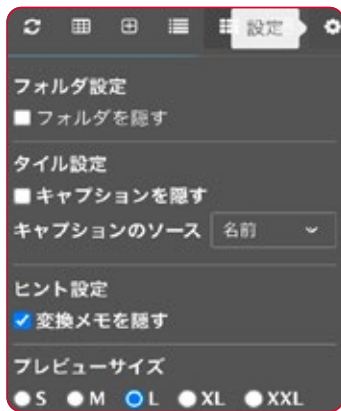 設定
フォルダ設定
フォルダを隠す
タイル設定
キャプションを隠す
キャプションのソース 名前
ヒント設定
変換メモを隠す
プレビューサイズ
S M L XL XXL